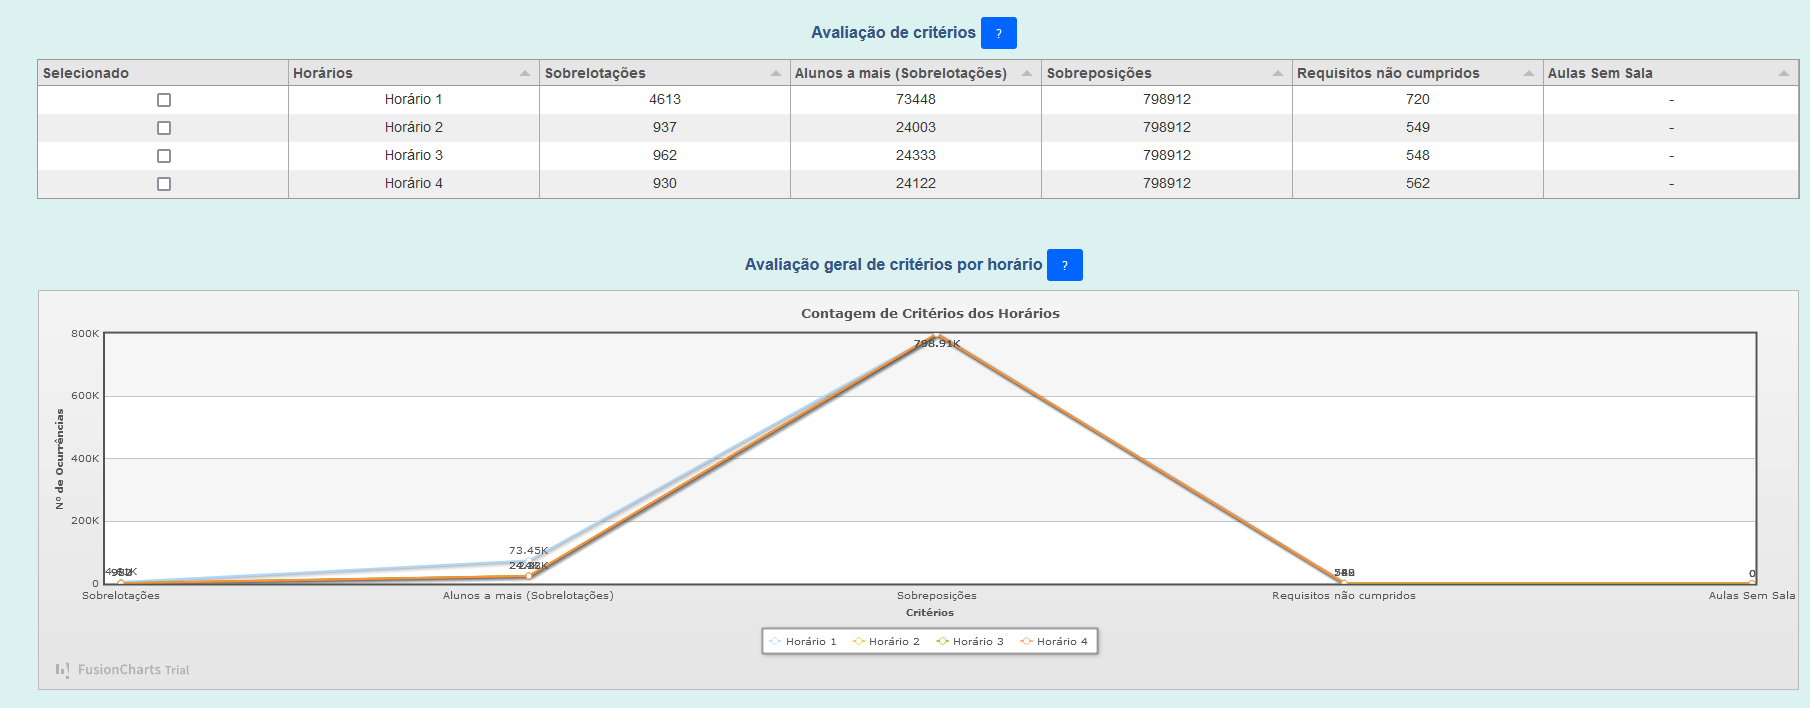 Avaliação de critérios ?
Selecionado Horários Sobrelotações Alunos a mais (Sobrelotações) Sobreposições Requisitos não cumpridos Aulas Sem Sala
Horário 1 4613 73448 798912 720 -
Horário 2 937 24003 798912 549 -
Horário 3 962 24333 798912 548 -
Horário 4 930 24122 798912 562 -
Avaliação geral de critérios por horário ?
Contagem de Critérios dos Horários
800K
600K
400K
200K
0
Nº de Ocurrências
73.45K
798.91K
0
Sobrelotações Alunos a mais (Sobrelotações) Sobreposições Requisitos não cumpridos Aulas Sem Sala
Critérios
Horário 1 Horário 2 Horário 3 Horário 4
FusionCharts Trial